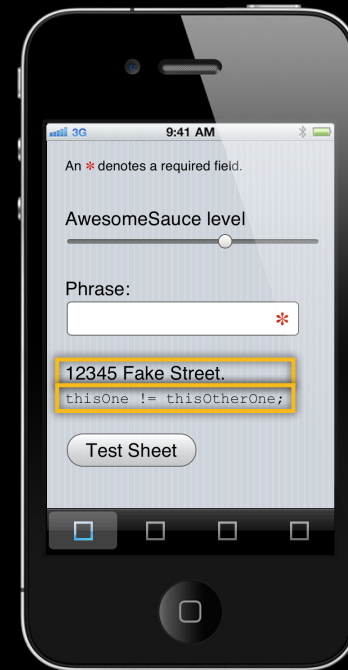 3G 9:41 AM
An * denotes a required field.
AwesomeSauce level
Phrase:
*
12345 Fake Street.
thisOne != thisOtherOne;
Test Sheet